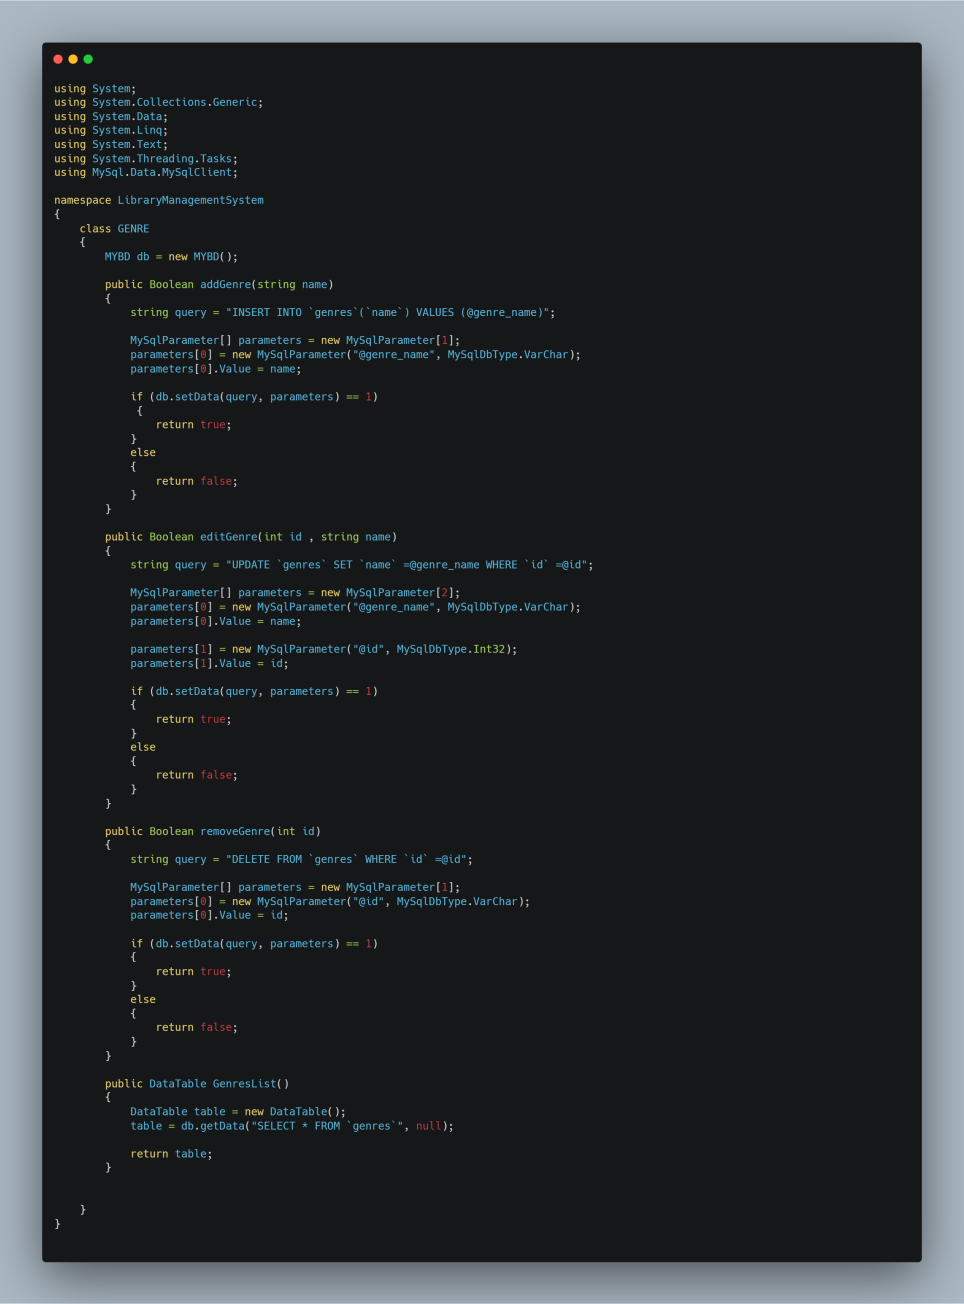 using System;
using System.Collections.Generic;
using System.Data;
using System.Linq;
using System.Text;
using System.Threading.Tasks;
using MySql.Data.MySqlClient;

namespace LibraryManagementSystem
{
    class GENRE
    {
        MYBD db = new MYBD();

        public Boolean addGenre(string name)
        {
            string query = "INSERT INTO `genres`(`name`) VALUES (@genre_name)";

            MySqlParameter[] parameters = new MySqlParameter[1];
            parameters[0] = new MySqlParameter("@genre_name", MySqlDbType.VarChar);
            parameters[0].Value = name;

            if (db.setData(query, parameters) == 1)
             {
                return true;
            }
            else
            {
                return false;
            }
        }

        public Boolean editGenre(int id , string name)
        {
            string query = "UPDATE `genres` SET `name` =@genre_name WHERE `id` =@id";

            MySqlParameter[] parameters = new MySqlParameter[2];
            parameters[0] = new MySqlParameter("@genre_name", MySqlDbType.VarChar);
            parameters[0].Value = name;

            parameters[1] = new MySqlParameter("@id", MySqlDbType.Int32);
            parameters[1].Value = id;

            if (db.setData(query, parameters) == 1)
            {
                return true;
            }
            else
            {
                return false;
            }
        }

        public Boolean removeGenre(int id)
        {
            string query = "DELETE FROM `genres` WHERE `id` =@id";

            MySqlParameter[] parameters = new MySqlParameter[1];
            parameters[0] = new MySqlParameter("@id", MySqlDbType.VarChar);
            parameters[0].Value = id;

            if (db.setData(query, parameters) == 1)
            {
                return true;
            }
            else
            {
                return false;
            }
        }

        public DataTable GenresList()
        {
            DataTable table = new DataTable();
            table = db.getData("SELECT * FROM `genres`", null);

            return table;
        }


    }
}